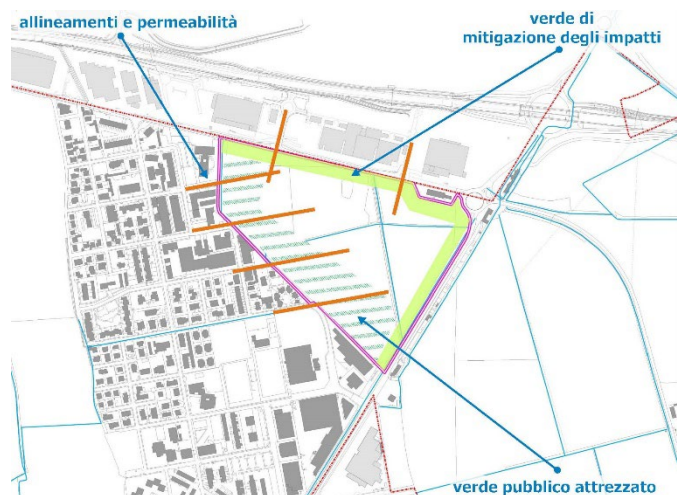 allineamenti e permeabilità
verde di
mitigazione degli impatti
verde pubblico attrezzato